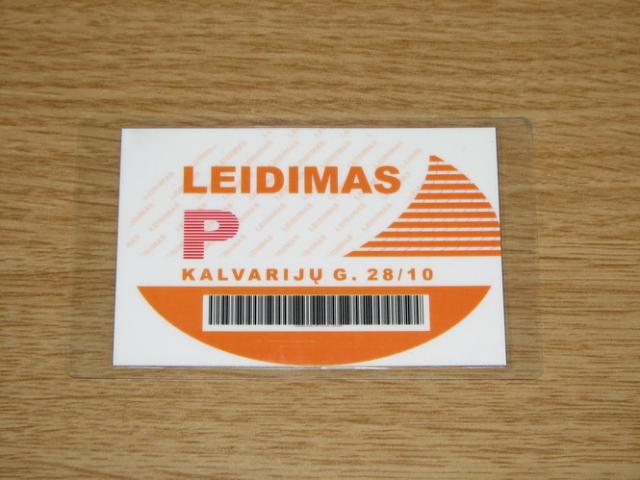 LEIDIMAS
P
KALVARIJŲ G. 28/10